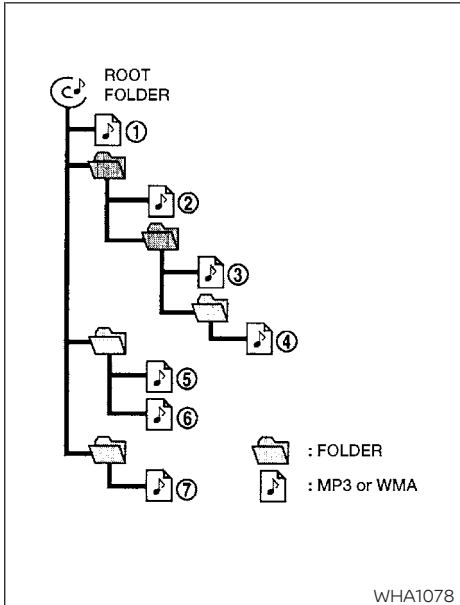 ROOT
FOLDER
①
②
③
④
⑤
⑥
⑦
: FOLDER
: MP3 or WMA
WHA1078